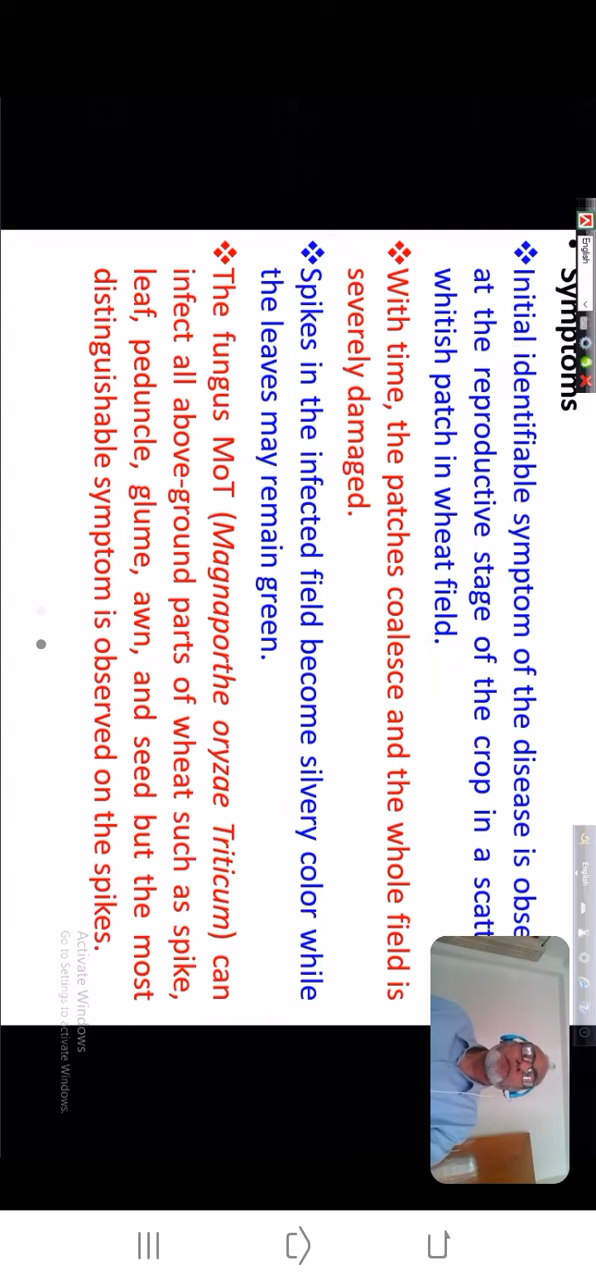 English
• Symptoms
❖Initial identifiable symptom of the disease is obse
at the reproductive stage of the crop in a scatt
whitish patch in wheat field.
❖With time, the patches coalesce and the whole field is
severely damaged.
❖Spikes in the infected field become silvery color while
the leaves may remain green.
❖The fungus MoT (Magnaporthe oryzae Triticum) can
infect all above-ground parts of wheat such as spike,
leaf, peduncle, glume, awn, and seed but the most
distinguishable symptom is observed on the spikes.
English
Activate Windows
Go to Settings to activate Windows.